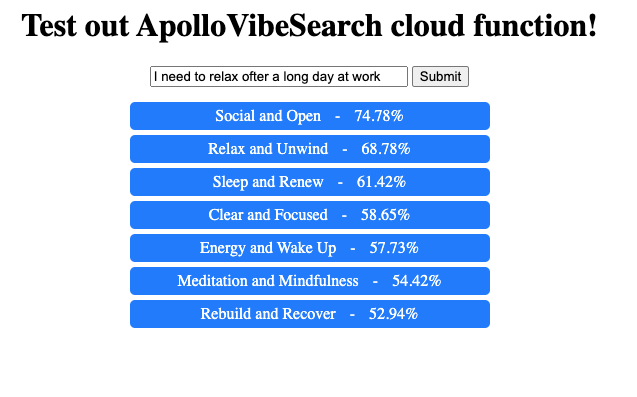 Test out ApolloVibeSearch cloud function!
I need to relax ofter a long day at work Submit
Social and Open - 74.78%
Relax and Unwind - 68.78%
Sleep and Renew - 61.42%
Clear and Focused - 58.65%
Energy and Wake Up - 57.73%
Meditation and Mindfulness - 54.42%
Rebuild and Recover - 52.94%